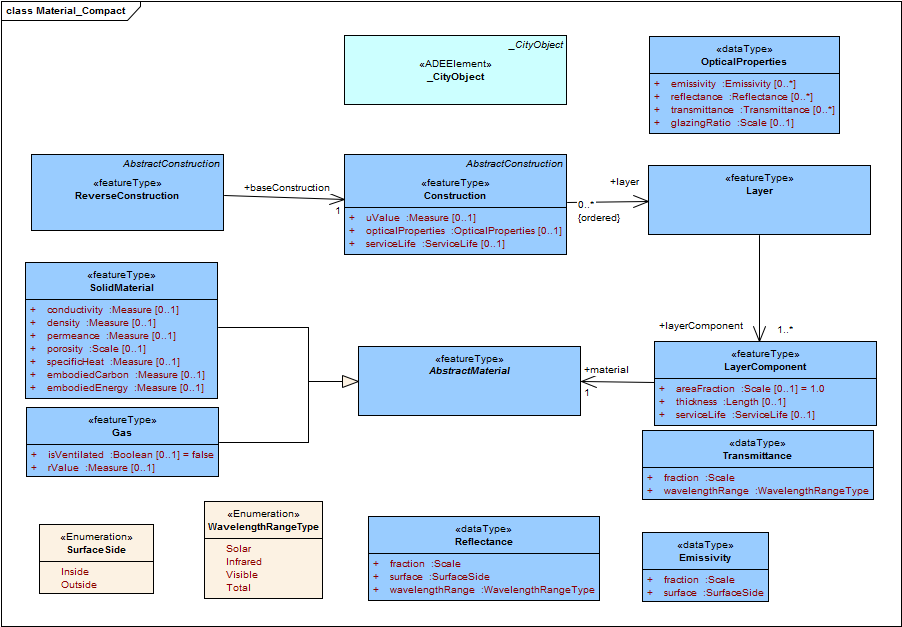 class Material_Compact
_CityObject
«ADEElement»
_CityObject
«dataType»
OpticalProperties
+ emissivity :Emissivity [0..*]
+ reflectance :Reflectance [0..*]
+ transmittance :Transmittance [0..*]
+ glazingRatio :Scale [0..1]
AbstractConstruction
«featureType»
ReverseConstruction
+baseConstruction
1
AbstractConstruction
«featureType»
Construction
+ uValue :Measure [0..1]
+ opticalProperties :OpticalProperties [0..1]
+ serviceLife :ServiceLife [0..1]
+layer
0..*
{ordered}
«featureType»
Layer
«featureType»
SolidMaterial
+ conductivity :Measure [0..1]
+ density :Measure [0..1]
+ permeance :Measure [0..1]
+ porosity :Scale [0..1]
+ specificHeat :Measure [0..1]
+ embodiedCarbon :Measure [0..1]
+ embodiedEnergy :Measure [0..1]
+layerComponent
1..*
«featureType»
AbstractMaterial
+material
1
«featureType»
LayerComponent
+ areaFraction :Scale [0..1] = 1.0
+ thickness :Length [0..1]
+ serviceLife :ServiceLife [0..1]
«featureType»
Gas
+ isVentilated :Boolean [0..1] = false
+ rValue :Measure [0..1]
«dataType»
Transmittance
+ fraction :Scale
+ wavelengthRange :WavelengthRangeType
«Enumeration»
SurfaceSide
Inside
Outside
«Enumeration»
WavelengthRangeType
Solar
Infrared
Visible
Total
«dataType»
Reflectance
+ fraction :Scale
+ surface :SurfaceSide
+ wavelengthRange :WavelengthRangeType
«dataType»
Emissivity
+ fraction :Scale
+ surface :SurfaceSide